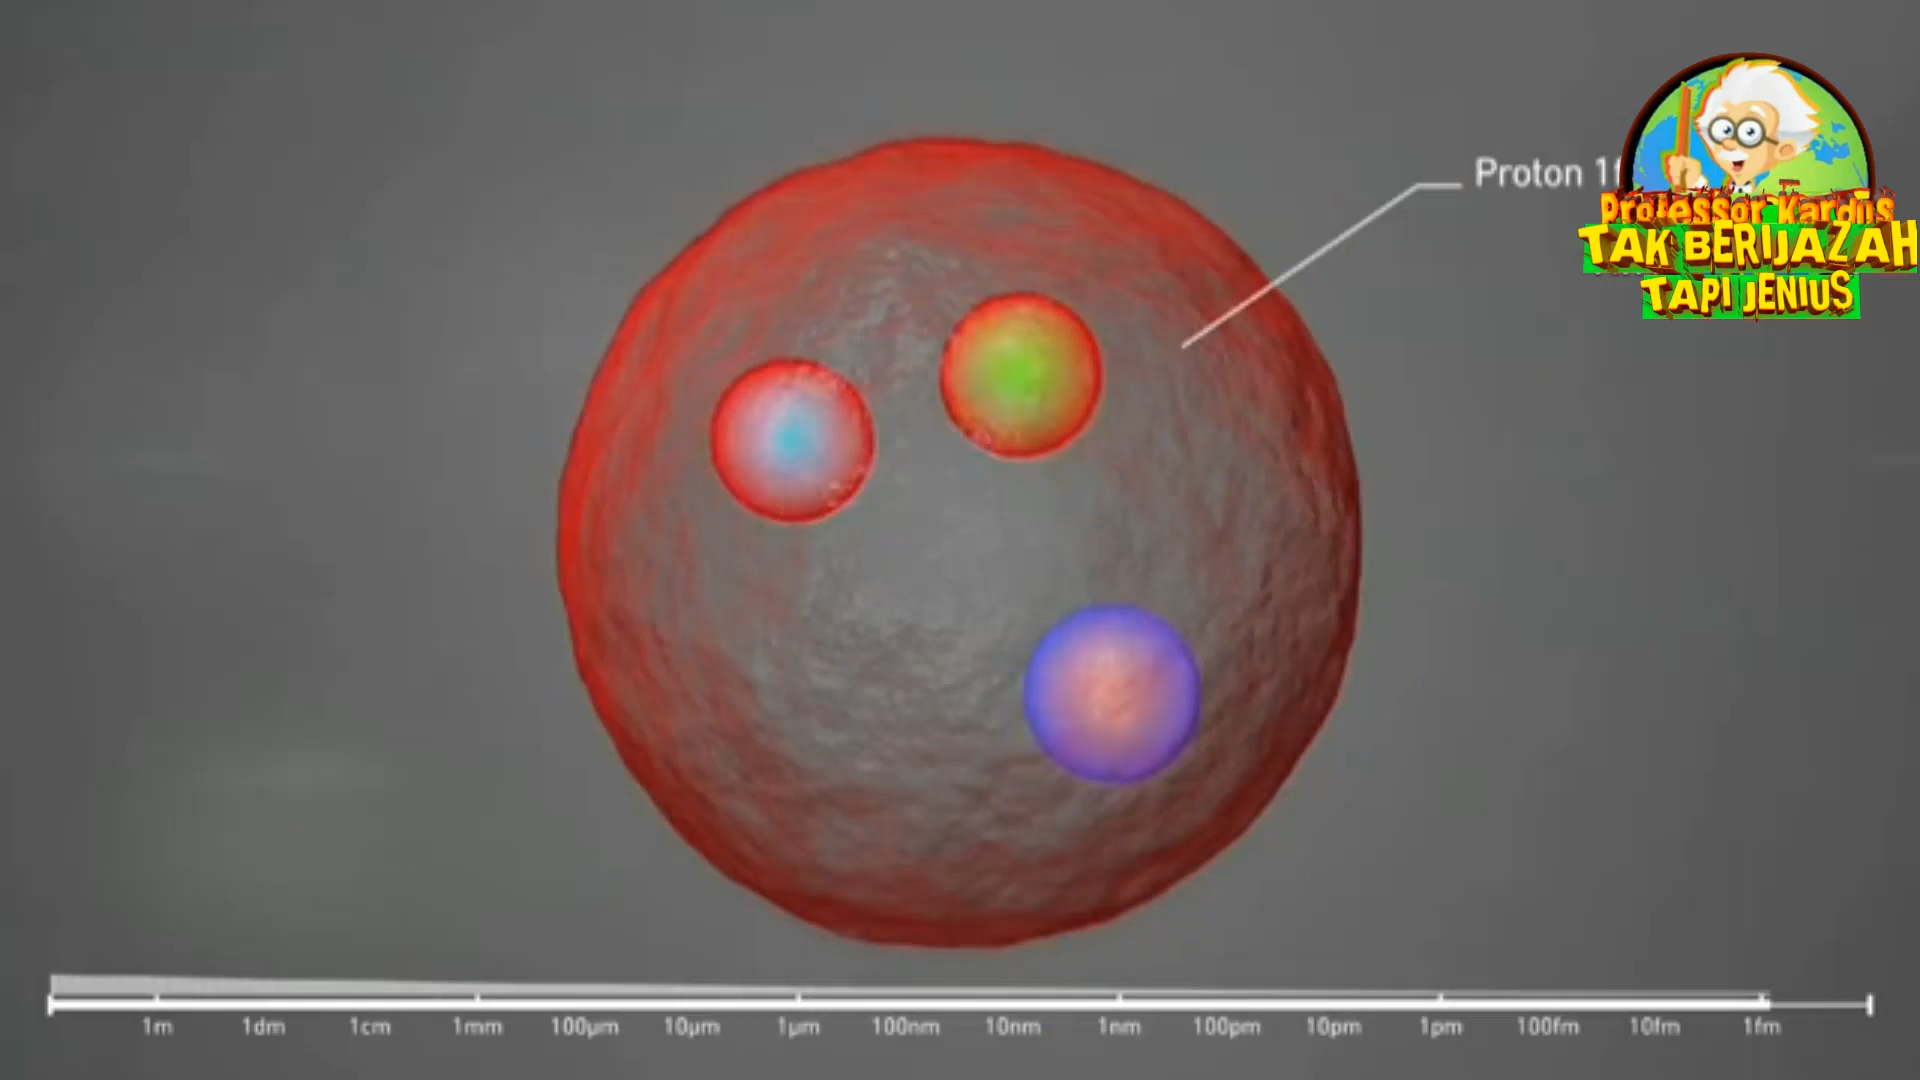 Proton
Professor Kardus
TAK BERIJAZAH
TAPI JENIUS
1m 1dm 1cm 1mm 100µm 10µm 1µm 100nm 10nm 1nm 100pm 10pm 1pm 100fm 10fm 1fm